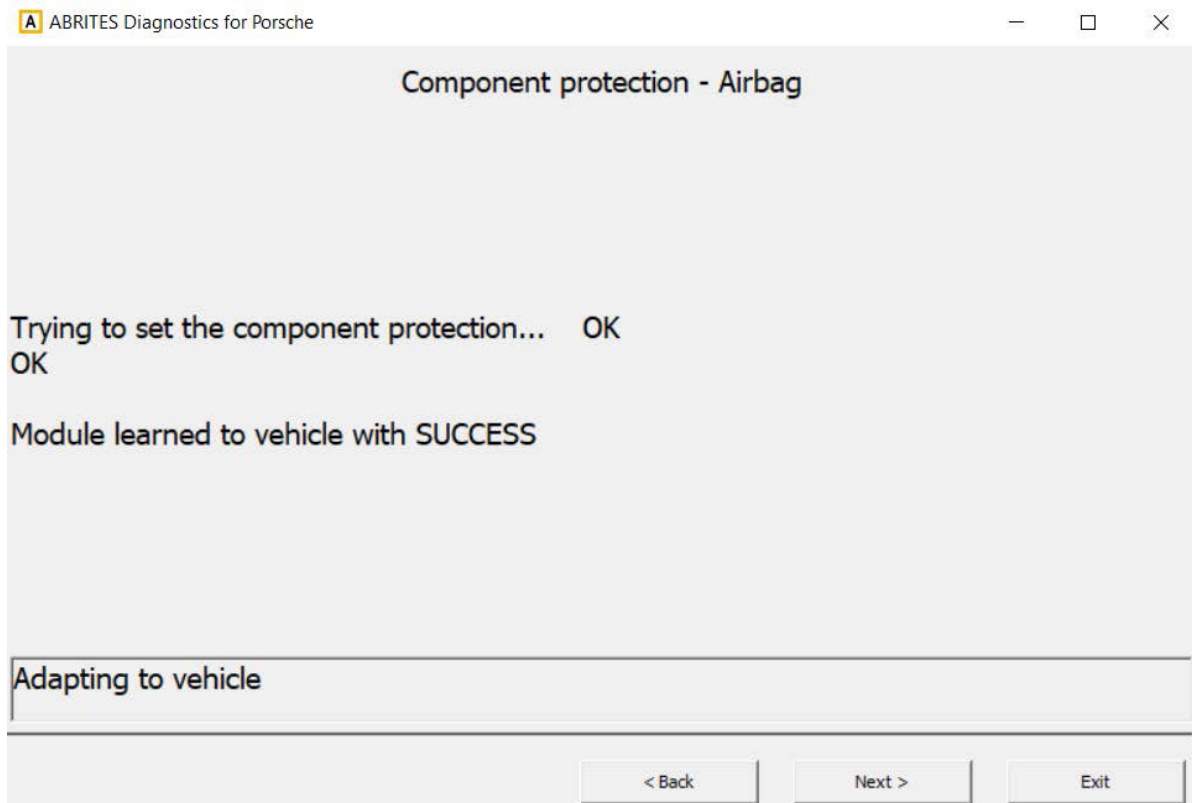 A ABRITES Diagnostics for Porsche
Component protection - Airbag
Trying to set the component protection... OK
OK
Module learned to vehicle with SUCCESS
Adapting to vehicle
< Back Next > Exit